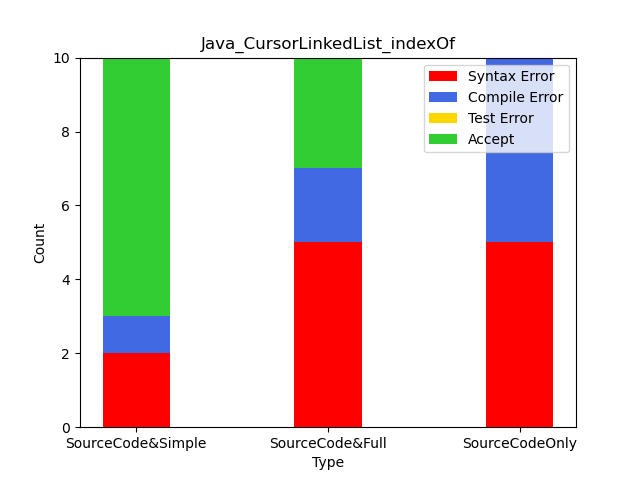 Java_CursorLinkedList_indexOf
10
8
6
4
2
0
Count
Syntax Error
Compile Error
Test Error
Accept
SourceCode&Simple
SourceCode&Full
SourceCodeOnly
Type